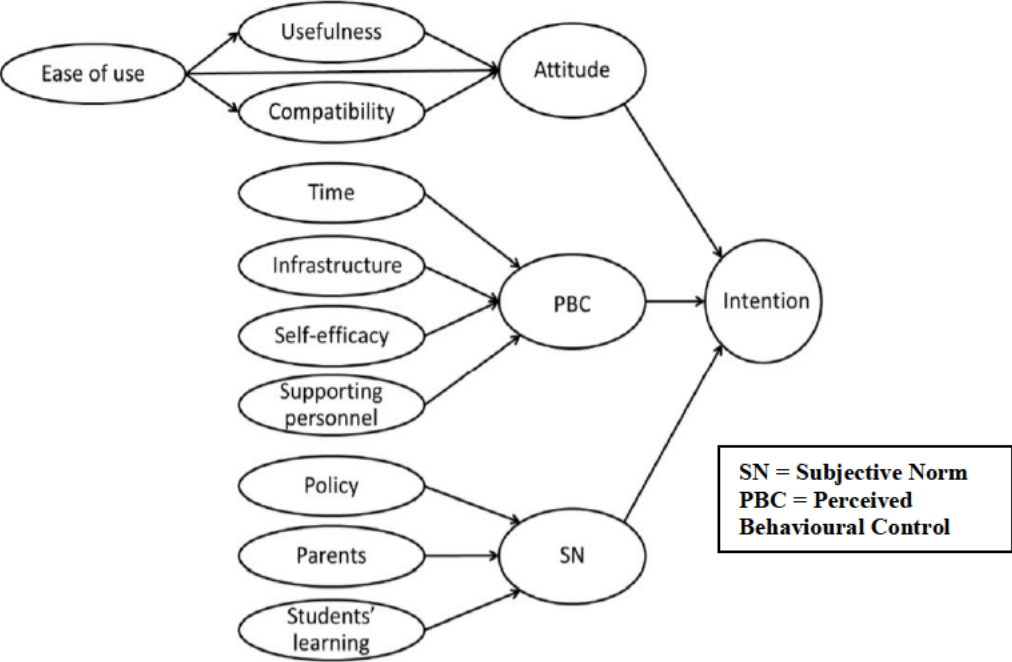 Usefulness
Ease of use
Attitude
Compatibility
Time
Infrastructure
PBC
Intention
Self-efficacy
Supporting
personnel
Policy
SN = Subjective Norm
PBC = Perceived
Behavioural Control
Parents
SN
Students’
learning